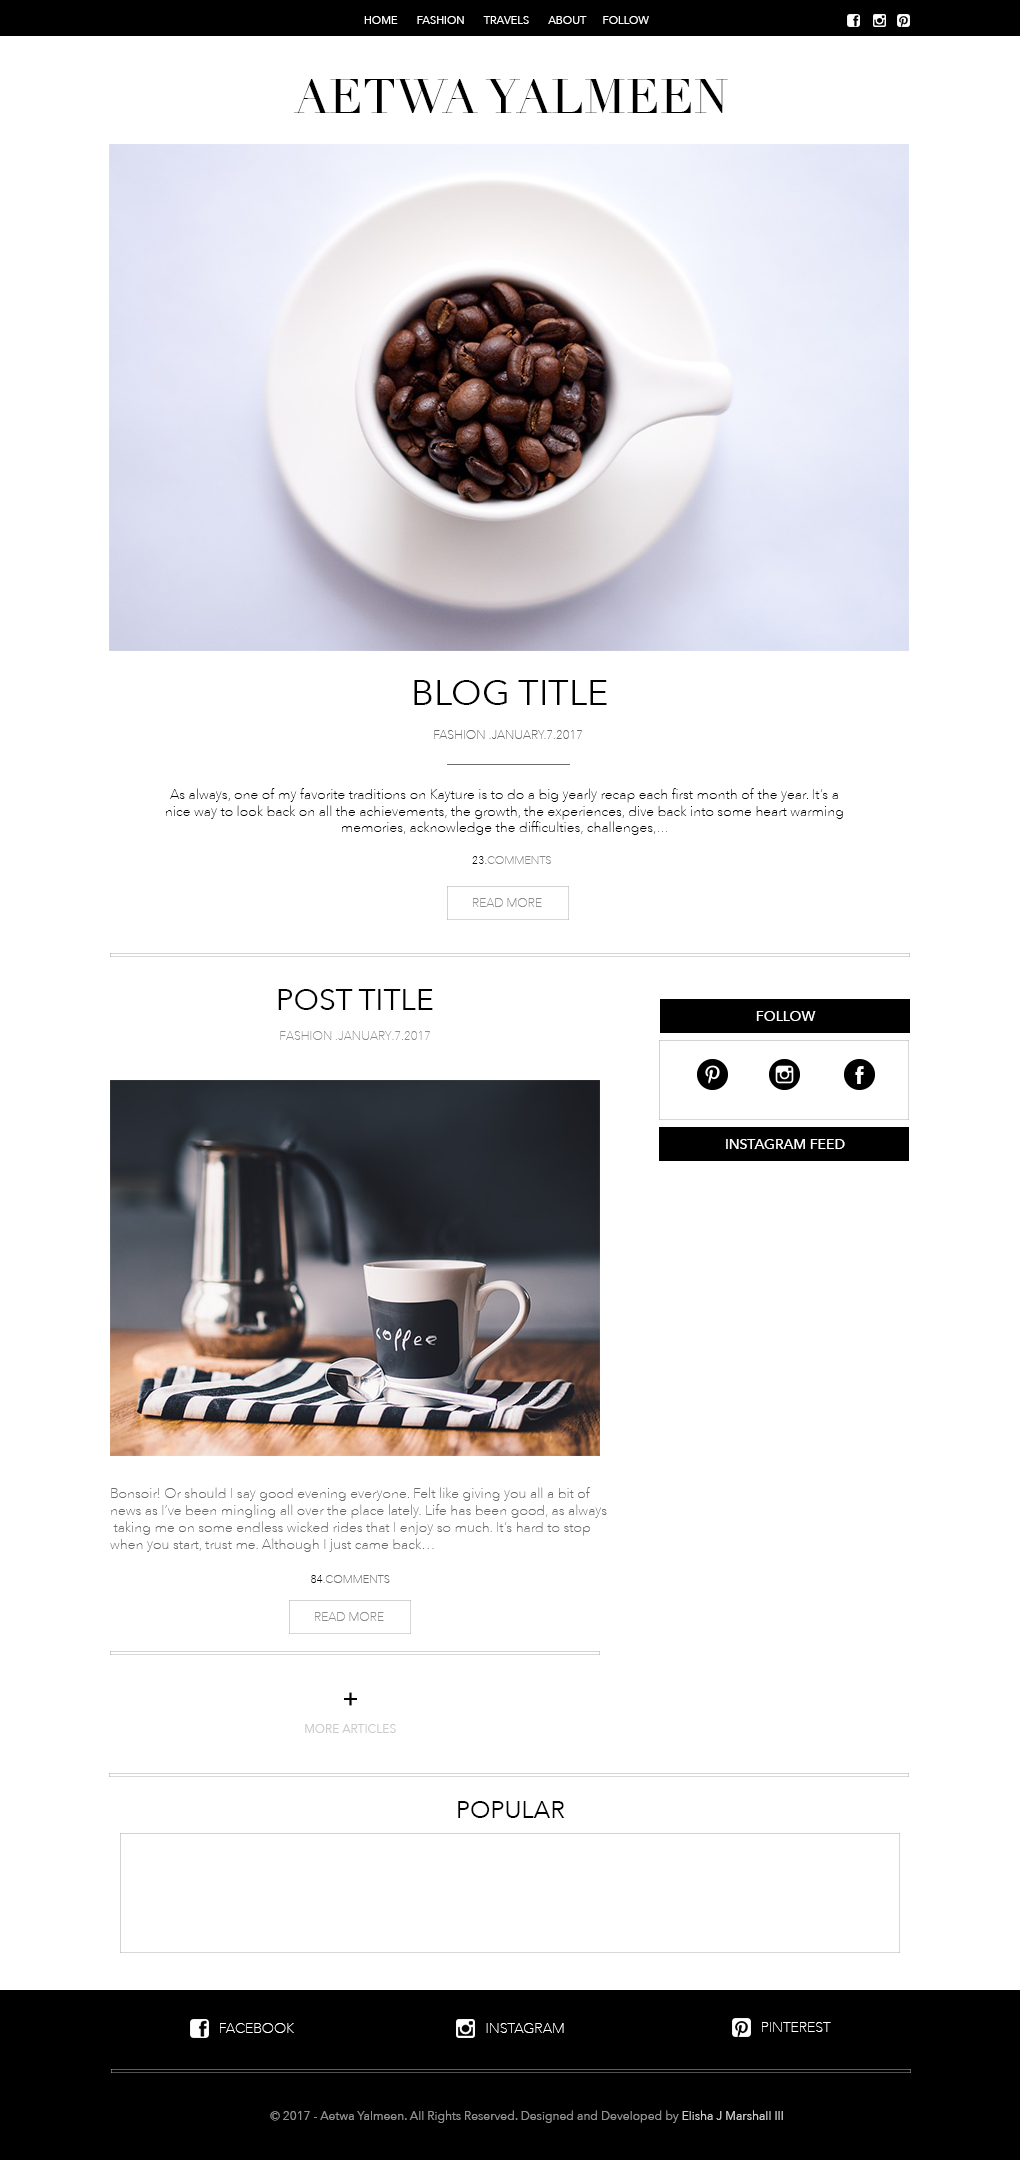 HOME FASHION TRAVELS ABOUT FOLLOW
AETWA YALMEEN
BLOG TITLE
FASHION .JANUARY.7.2017
As always, one of my favorite traditions on Kayture is to do a big yearly recap each first month of the year. It's a
nice way to look back on all the achievements, the growth, the experiences, dive back into some heart warming
memories, acknowledge the difficulties, challenges,...
23.COMMENTS
READ MORE
POST TITLE
FASHION .JANUARY.7.2017
coffee
Bonsoir! Or should I say good evening everyone. Felt like giving you all a bit of
news as I've been mingling all over the place lately. Life has been good, as always
taking me on some endless wicked rides that I enjoy so much. It's hard to stop
when you start, trust me. Although I just came back...
84.COMMENTS
READ MORE
+
MORE ARTICLES
FOLLOW
INSTAGRAM FEED
POPULAR
FACEBOOK INSTAGRAM PINTEREST
© 2017 - Aetwa Yalmeen. All Rights Reserved. Designed and Developed by Elisha J Marshall III